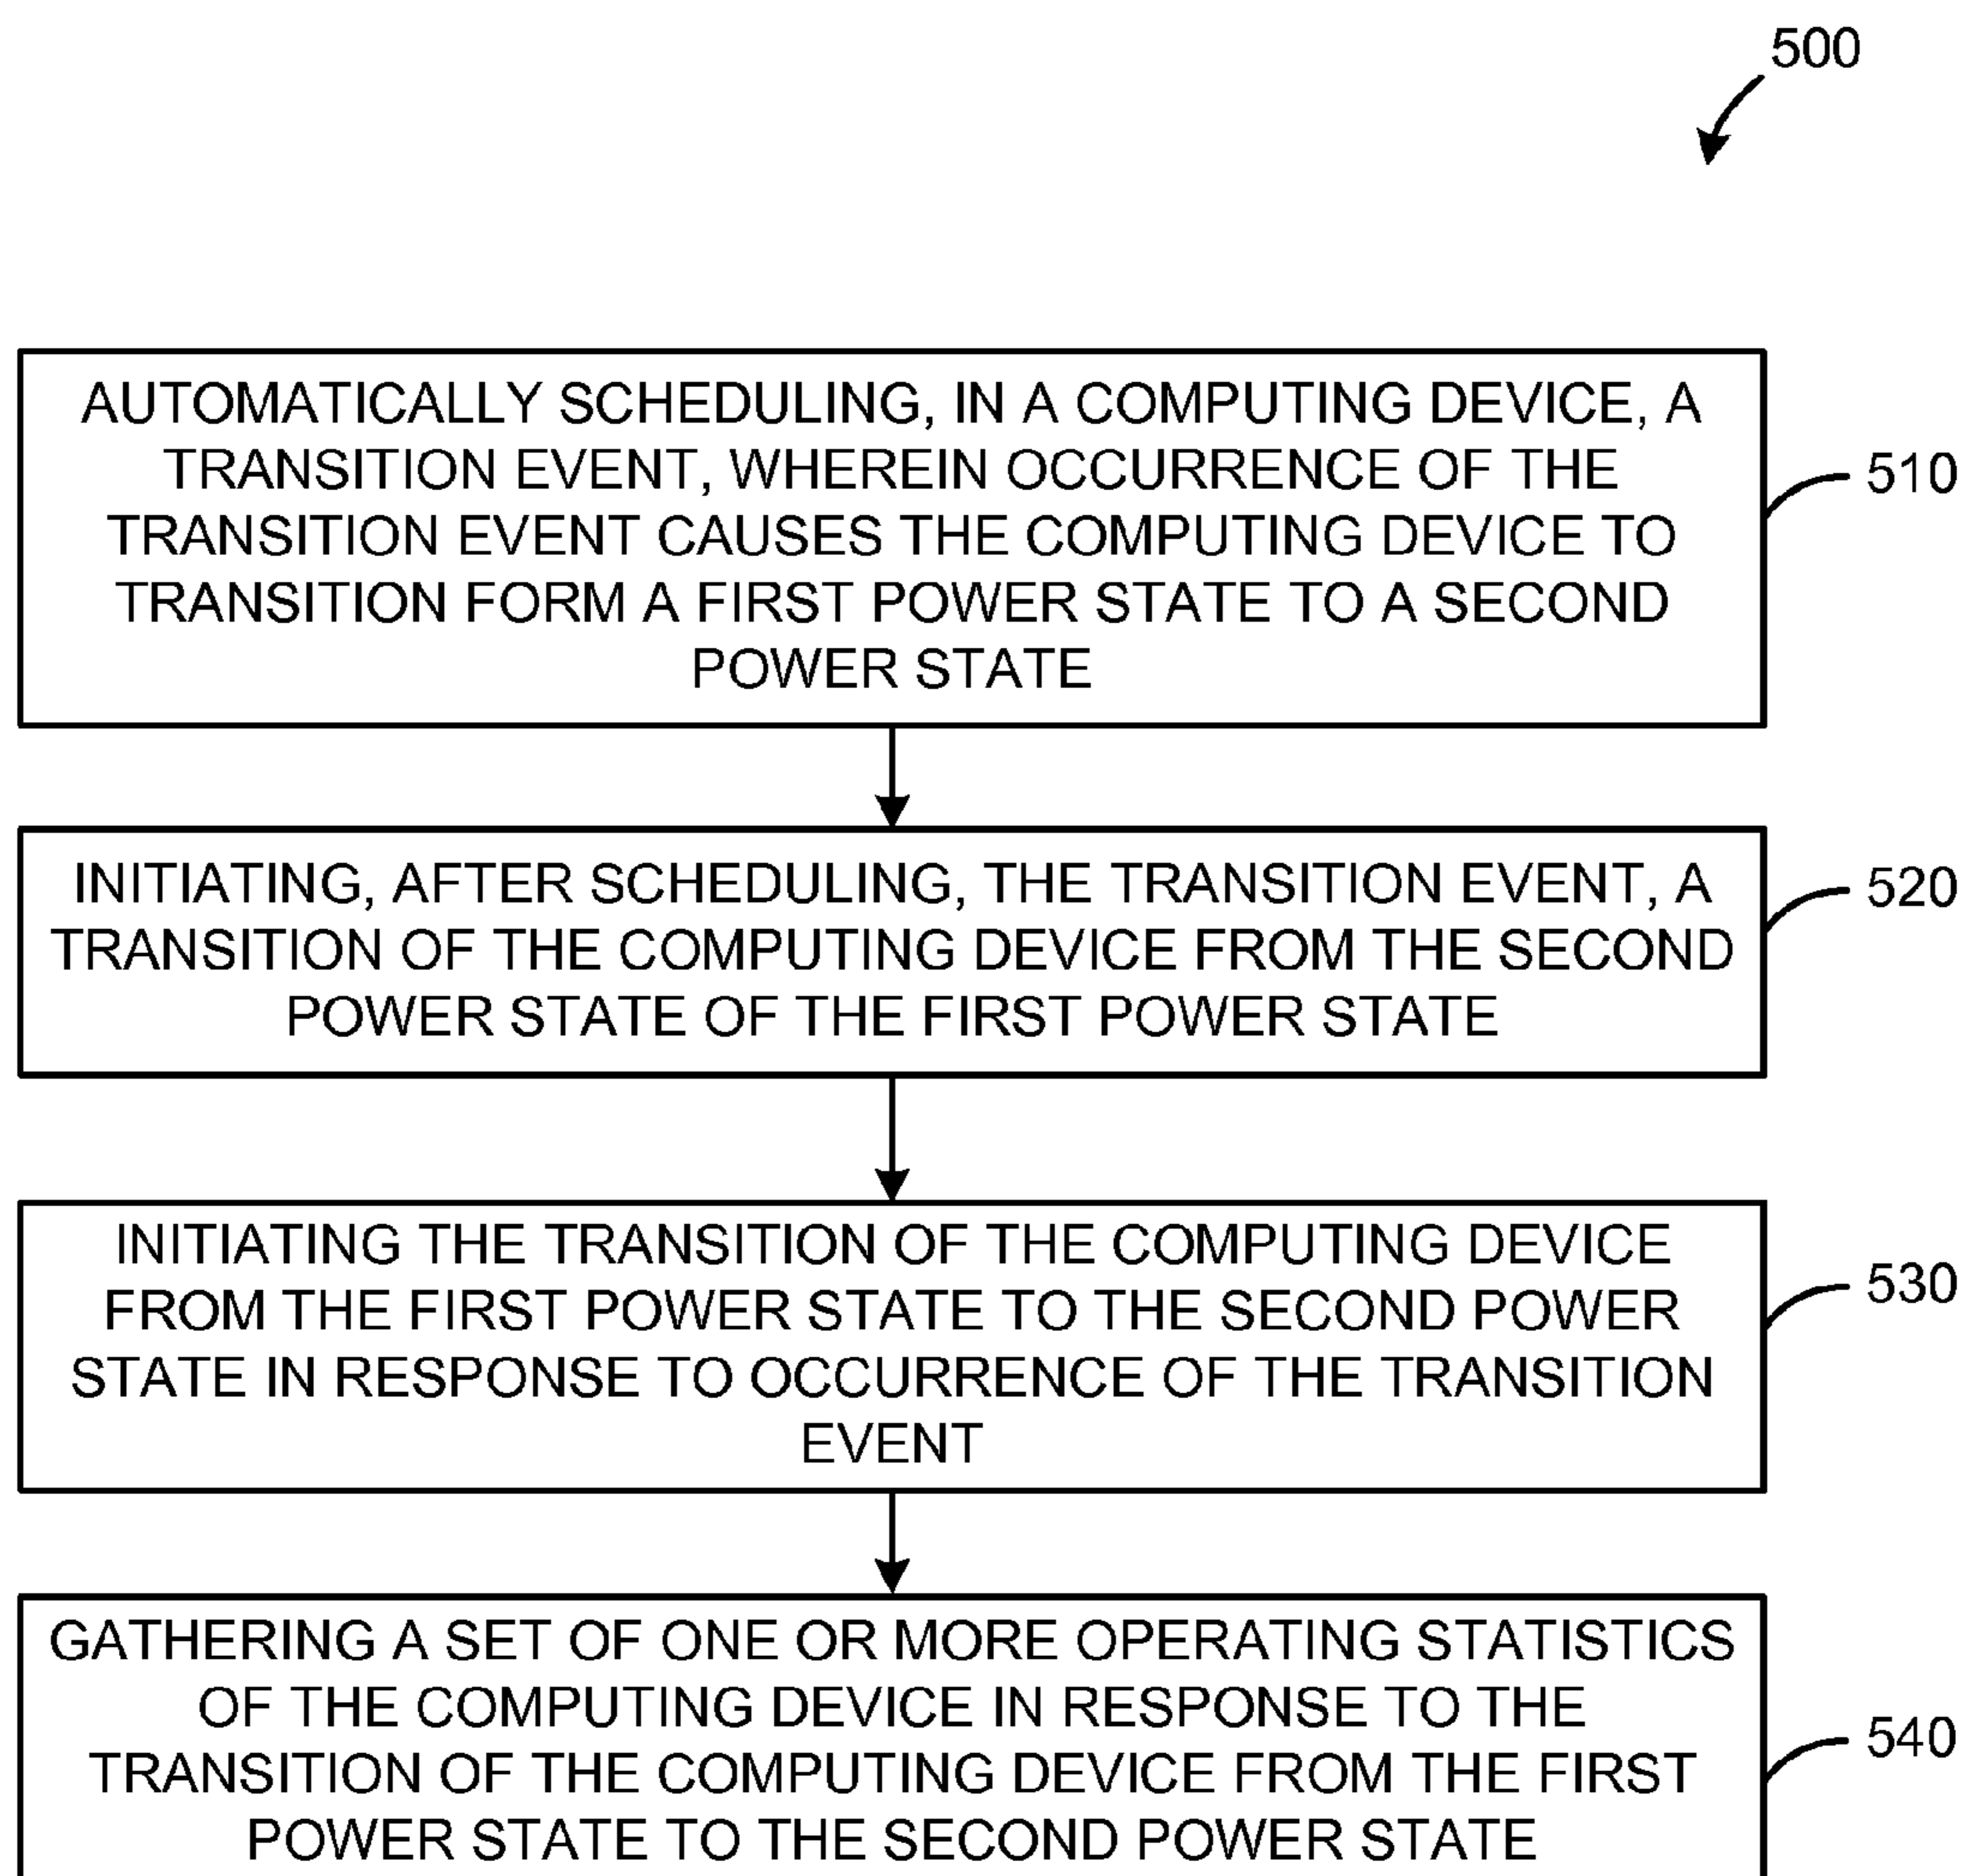 500
AUTOMATICALLY SCHEDULING, IN A COMPUTING DEVICE, A
TRANSITION EVENT, WHEREIN OCCURRENCE OF THE
TRANSITION EVENT CAUSES THE COMPUTING DEVICE TO
TRANSITION FORM A FIRST POWER STATE TO A SECOND
POWER STATE
510
INITIATING, AFTER SCHEDULING, THE TRANSITION EVENT, A
TRANSITION OF THE COMPUTING DEVICE FROM THE SECOND
POWER STATE OF THE FIRST POWER STATE
520
INITIATING THE TRANSITION OF THE COMPUTING DEVICE
FROM THE FIRST POWER STATE TO THE SECOND POWER
STATE IN RESPONSE TO OCCURRENCE OF THE TRANSITION
EVENT
530
GATHERING A SET OF ONE OR MORE OPERATING STATISTICS
OF THE COMPUTING DEVICE IN RESPONSE TO THE
TRANSITION OF THE COMPUTING DEVICE FROM THE FIRST
POWER STATE TO THE SECOND POWER STATE
540